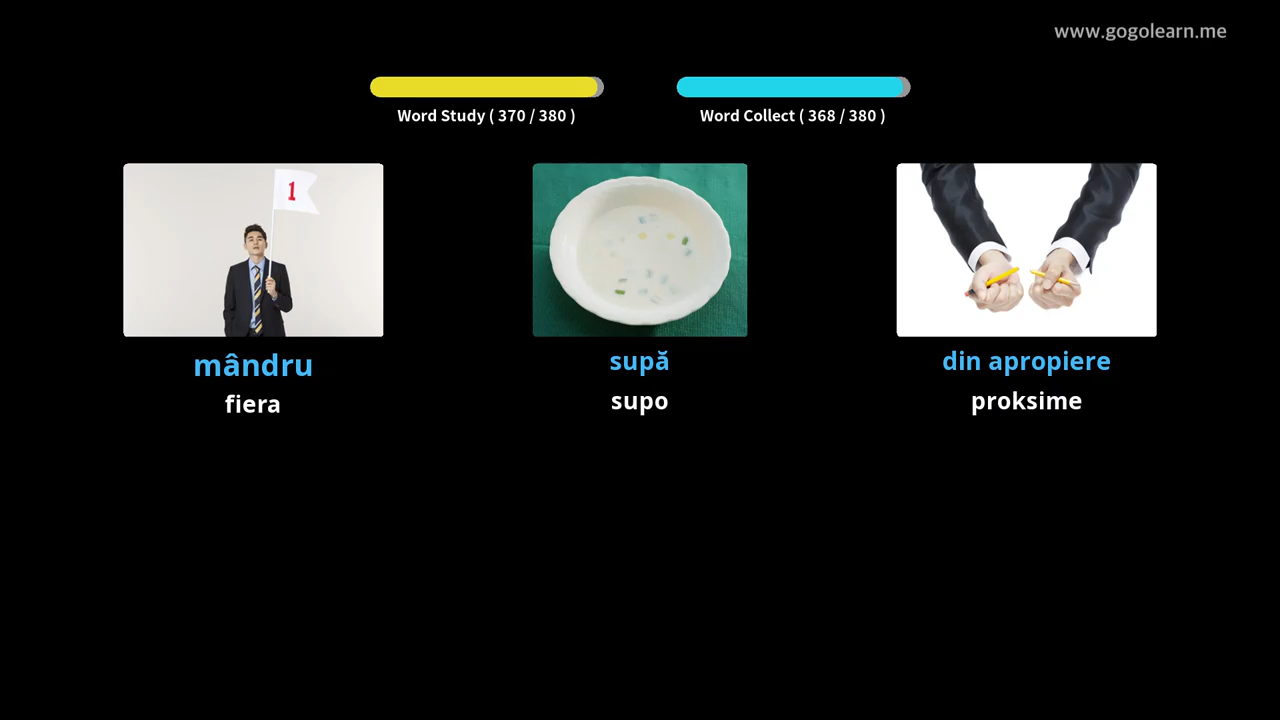 www.gogolearn.me
Word Study ( 370 / 380 )
Word Collect ( 368 / 380 )
1
mândru
fiera
supă
supo
din apropiere
proksime